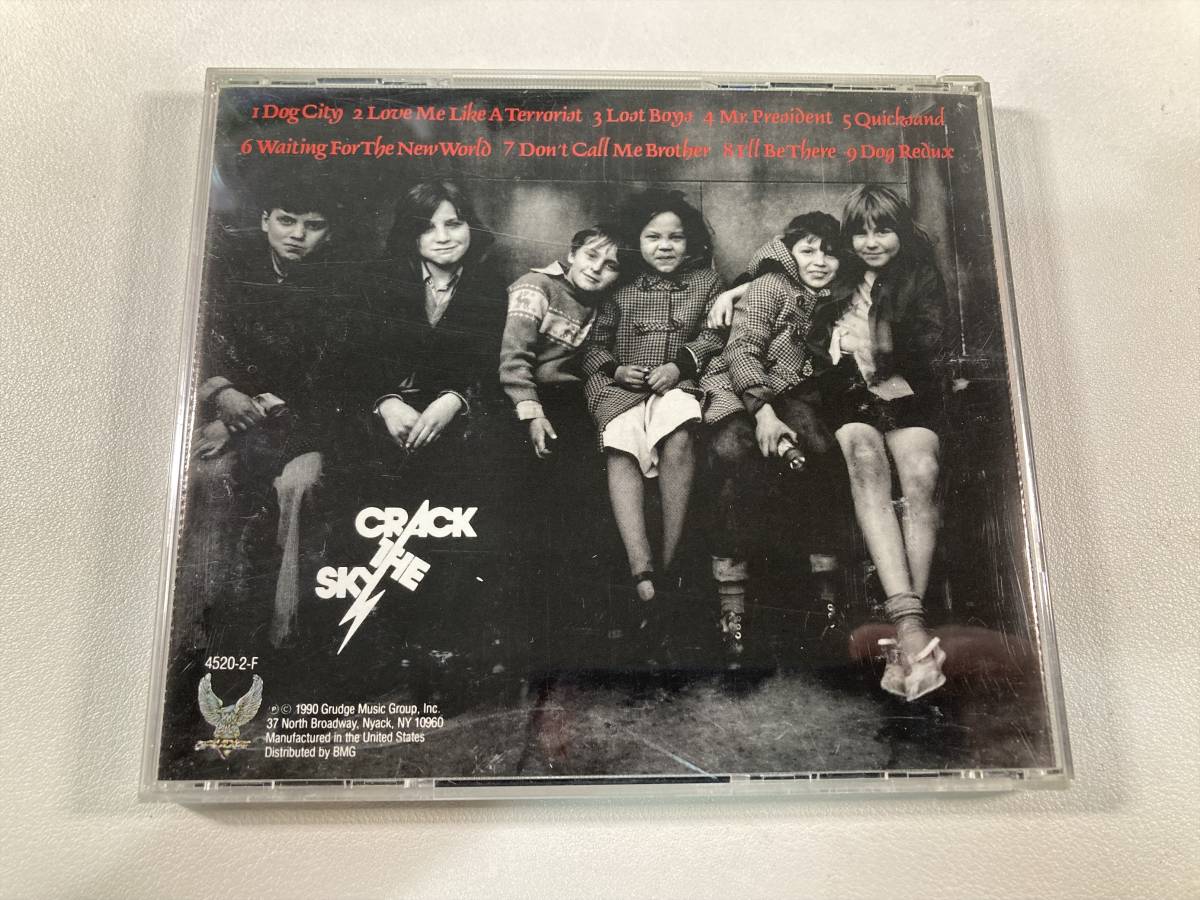 1 Dog City 2 Love Me Like A Terrorist 3 Lost Boys 4 Mr. President 5 Quicksand
6 Waiting For The New World 7 Don't Call Me Brother 8 I'll Be There 9 Dog Redux
CRACK
THE
SKY
4520-2-F
℗© 1990 Grudge Music Group, Inc.
37 North Broadway, Nyack, NY 10960
Manufactured in the United States
Distributed by BMG